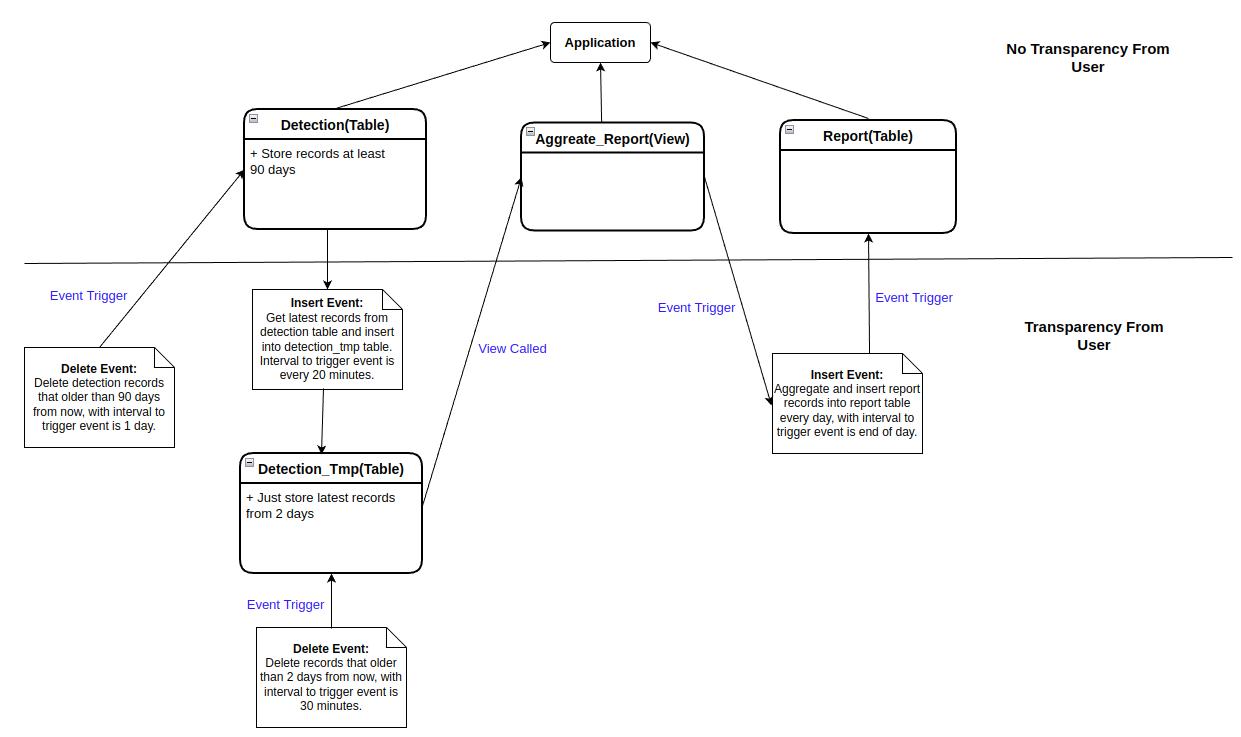 Application
No Transparency From
User
Detection(Table)
+ Store records at least
90 days
Aggreate_Report(View)
Report(Table)
Event Trigger
Insert Event:
Get latest records from
detection table and insert
into detection_tmp table.
Interval to trigger event is
every 20 minutes.
Event Trigger
Event Trigger
Transparency From
User
View Called
Delete Event:
Delete detection records
that older than 90 days
from now, with interval to
trigger event is 1 day.
Insert Event:
Aggregate and insert report
records into report table
every day, with interval to
trigger event is end of day.
Detection_Tmp(Table)
+ Just store latest records
from 2 days
Event Trigger
Delete Event:
Delete records that older
than 2 days from now, with
interval to trigger event is
30 minutes.